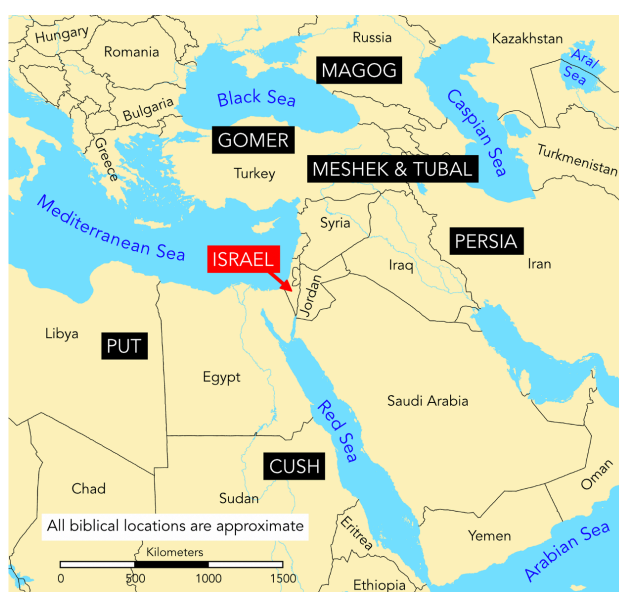 Hungary
Romania
Russia
Kazakhstan
Aral
Sea
MAGOG
Black Sea
Caspian Sea
Bulgaria
Greece
GOMER
Turkey
MESHEK & TUBAL
Turkmenistan
Mediterranean Sea
Syria
PERSIA
ISRAEL
Jordan
Iraq
Iran
Libya
PUT
Egypt
Red Sea
Saudi Arabia
CUSH
Chad
Sudan
Oman
All biblical locations are approximate
Eritrea
Yemen
Arabian Sea
Kilometers
0 500 1000 1500
Ethiopia